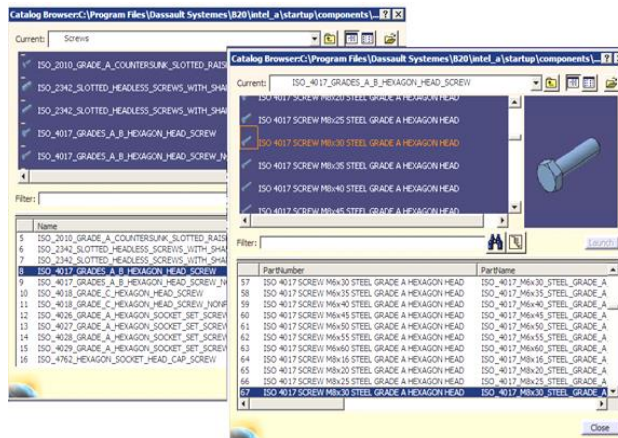 Catalog Browser:C:\Program Files\Dassault Systemes\B20\intel_a\startup\components\...
Current: Screws
ISO_2010_GRADE_A_COUNTERSUNK_SLOTTED_RAIS
ISO_2342_SLOTTED_HEADLESS_SCREWS_WITH_SHA
ISO_2342_SLOTTED_HEADLESS_SCREWS_WITH_SHA
ISO_4017_GRADES_A_B_HEXAGON_HEAD_SCREW
ISO_4017_GRADES_A_B_HEXAGON_HEAD_SCREW_N
Filter:
Name
5 ISO_2010_GRADE_A_COUNTERSUNK_SLOTTED_RAIS
6 ISO_2342_SLOTTED_HEADLESS_SCREWS_WITH_SHA
7 ISO_2342_SLOTTED_HEADLESS_SCREWS_WITH_SHA
8 ISO_4017_GRADES_A_B_HEXAGON_HEAD_SCREW
9 ISO_4017_GRADES_A_B_HEXAGON_HEAD_SCREW_N
10 ISO_4018_GRADE_C_HEXAGON_HEAD_SCREW
11 ISO_4018_GRADE_C_HEXAGON_HEAD_SCREW_NONP
12 ISO_4026_GRADE_A_HEXAGON_SOCKET_SET_SCREW
13 ISO_4027_GRADE_A_HEXAGON_SOCKET_SET_SCREW
14 ISO_4028_GRADE_A_HEXAGON_SOCKET_SET_SCREW
15 ISO_4029_GRADE_A_HEXAGON_SOCKET_SET_SCREW
16 ISO_4762_HEXAGON_SOCKET_HEAD_CAP_SCREW
Catalog Browser:C:\Program Files\Dassault Systemes\B20\intel_a\startup\components\...
Current: ISO_4017_GRADES_A_B_HEXAGON_HEAD_SCREW
ISO 4017 SCREW M8x20 STEEL GRADE A HEXAGON HEAD
ISO 4017 SCREW M8x25 STEEL GRADE A HEXAGON HEAD
ISO 4017 SCREW M8x30 STEEL GRADE A HEXAGON HEAD
ISO 4017 SCREW M8x35 STEEL GRADE A HEXAGON HEAD
ISO 4017 SCREW M8x40 STEEL GRADE A HEXAGON HEAD
ISO 4017 SCREW M8x45 STEEL GRADE A HEXAGON HEAD
Filter:
Launch
PartNumber PartName
57 ISO 4017 SCREW M6x30 STEEL GRADE A HEXAGON HEAD ISO_4017_M6x30_STEEL_GRADE_A
58 ISO 4017 SCREW M6x35 STEEL GRADE A HEXAGON HEAD ISO_4017_M6x35_STEEL_GRADE_A
59 ISO 4017 SCREW M6x40 STEEL GRADE A HEXAGON HEAD ISO_4017_M6x40_STEEL_GRADE_A
60 ISO 4017 SCREW M6x45 STEEL GRADE A HEXAGON HEAD ISO_4017_M6x45_STEEL_GRADE_A
61 ISO 4017 SCREW M6x50 STEEL GRADE A HEXAGON HEAD ISO_4017_M6x50_STEEL_GRADE_A
62 ISO 4017 SCREW M6x55 STEEL GRADE A HEXAGON HEAD ISO_4017_M6x55_STEEL_GRADE_A
63 ISO 4017 SCREW M6x60 STEEL GRADE A HEXAGON HEAD ISO_4017_M6x60_STEEL_GRADE_A
64 ISO 4017 SCREW M8x16 STEEL GRADE A HEXAGON HEAD ISO_4017_M8x16_STEEL_GRADE_A
65 ISO 4017 SCREW M8x20 STEEL GRADE A HEXAGON HEAD ISO_4017_M8x20_STEEL_GRADE_A
66 ISO 4017 SCREW M8x25 STEEL GRADE A HEXAGON HEAD ISO_4017_M8x25_STEEL_GRADE_A
67 ISO 4017 SCREW M8x30 STEEL GRADE A HEXAGON HEAD ISO_4017_M8x30_STEEL_GRADE_A
Close